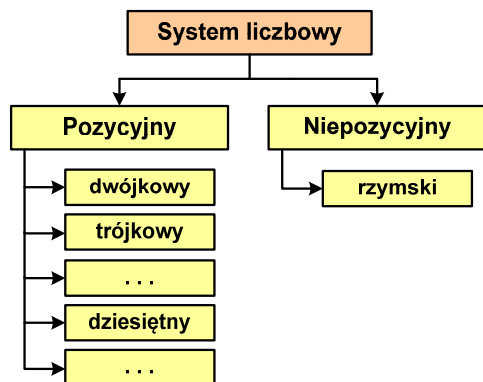 System liczbowy
Pozycyjny
dwójkowy
trójkowy
. . .
dziesiętny
. . .
Niepozycyjny
rzymski